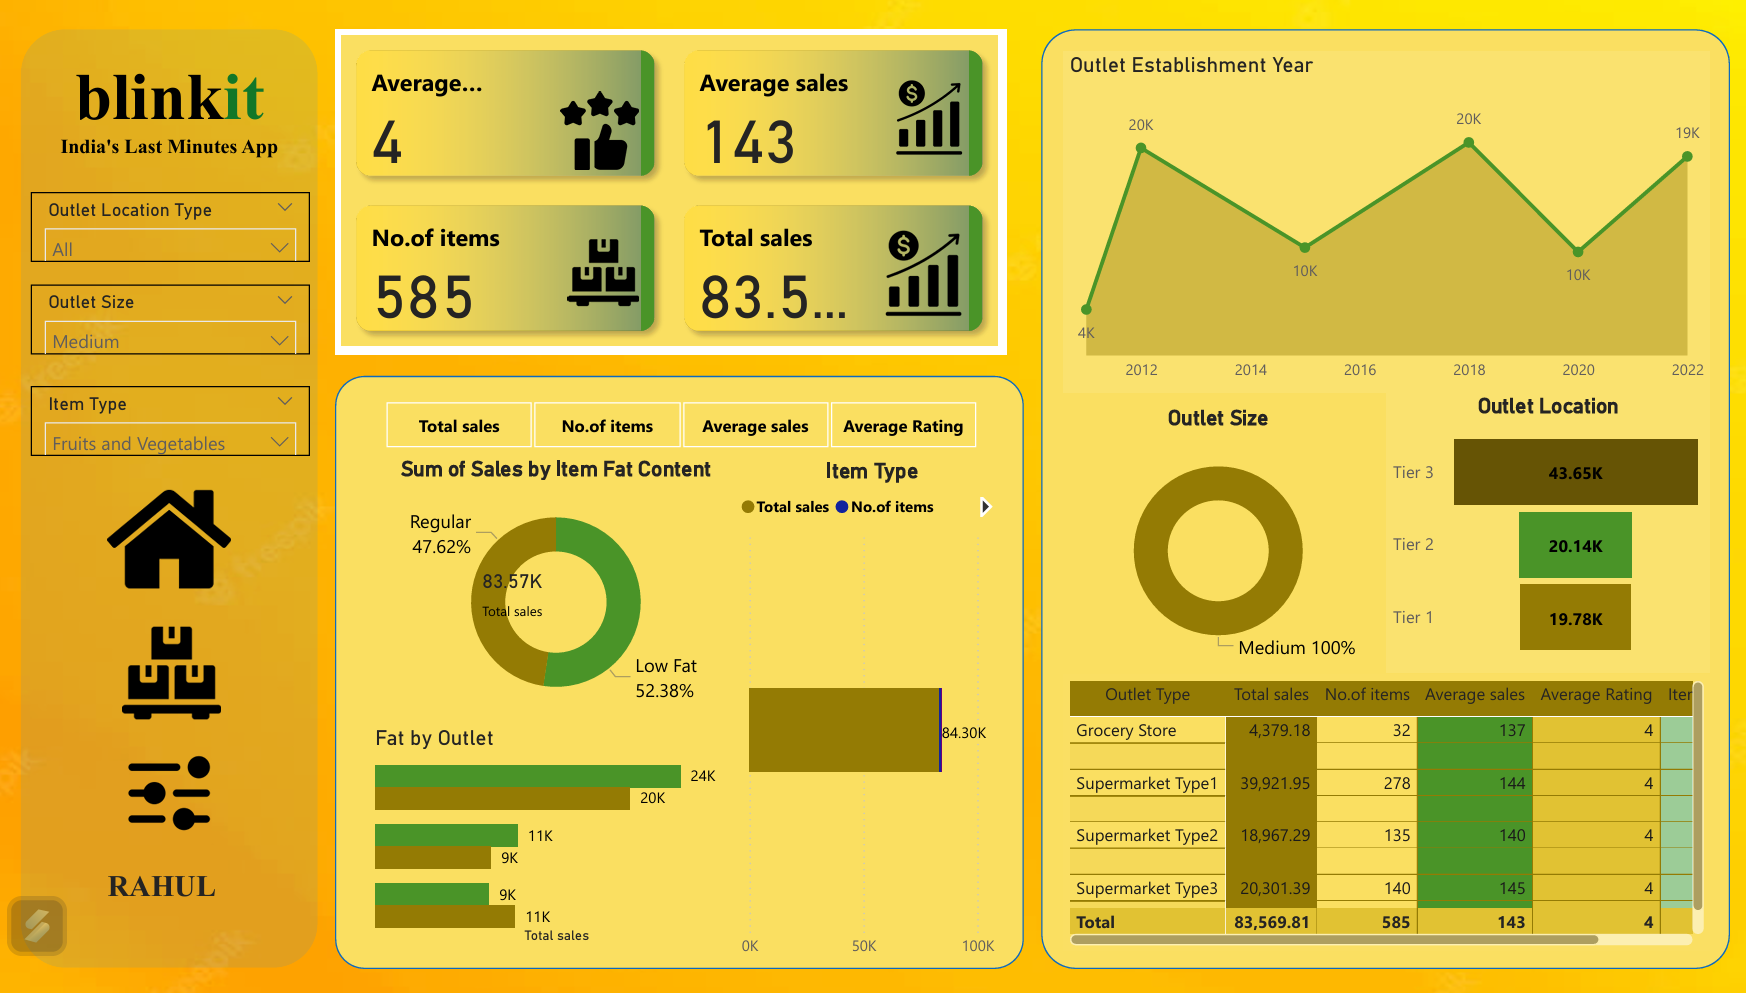 blinkit
India's Last Minutes App
Outlet Location Type
All
Outlet Size
Medium
Item Type
Fruits and Vegetables
RAHUL
Average...
4
Average sales
143
No.of items
585
Total sales
83.5...
Total sales
No.of items
Average sales
Average Rating
Sum of Sales by Item Fat Content
Regular
47.62%
83.57K
Total sales
Low Fat
52.38%
Fat by Outlet
24K
20K
11K
9K
9K
11K
Total sales
Item Type
Total sales No.of items
84.30K
0K 50K 100K
Outlet Establishment Year
20K
20K
19K
10K
10K
4K
2012 2014 2016 2018 2020 2022
Outlet Size
Medium 100%
Outlet Location
Tier 3 43.65K
Tier 2 20.14K
Tier 1 19.78K
Outlet Type Total sales No.of items Average sales Average Rating
Grocery Store 4,379.18 32 137 4
Supermarket Type1 39,921.95 278 144 4
Supermarket Type2 18,967.29 135 140 4
Supermarket Type3 20,301.39 140 145 4
Total 83,569.81 585 143 4